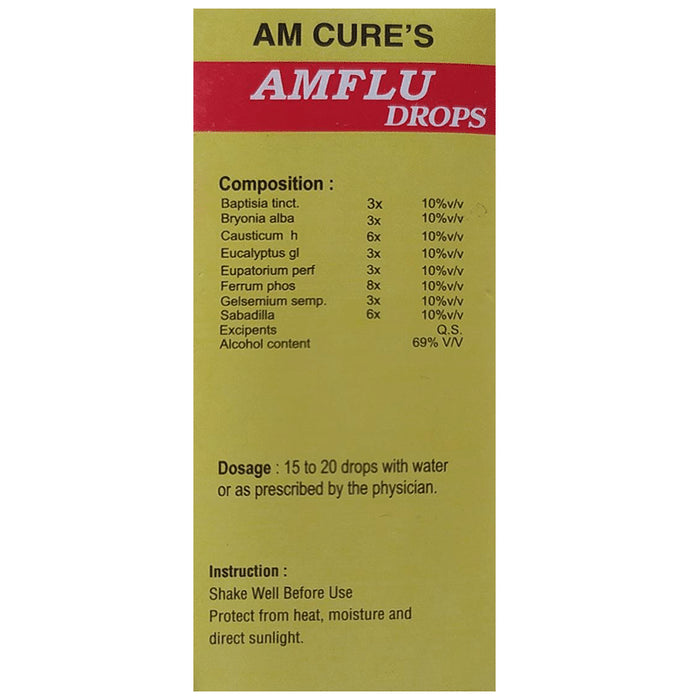 AM CURE'S
AMFLU
DROPS
Composition :
Baptisia tinct. 3x 10%v/v
Bryonia alba 3x 10%v/v
Causticum h 6x 10%v/v
Eucalyptus gl 3x 10%v/v
Eupatorium perf 3x 10%v/v
Ferrum phos 8x 10%v/v
Gelsemium semp. 3x 10%v/v
Sabadilla 6x 10%v/v
Excipents Q.S.
Alcohol content 69% V/V
Dosage : 15 to 20 drops with water
or as prescribed by the physician.
Instruction :
Shake Well Before Use
Protect from heat, moisture and
direct sunlight.